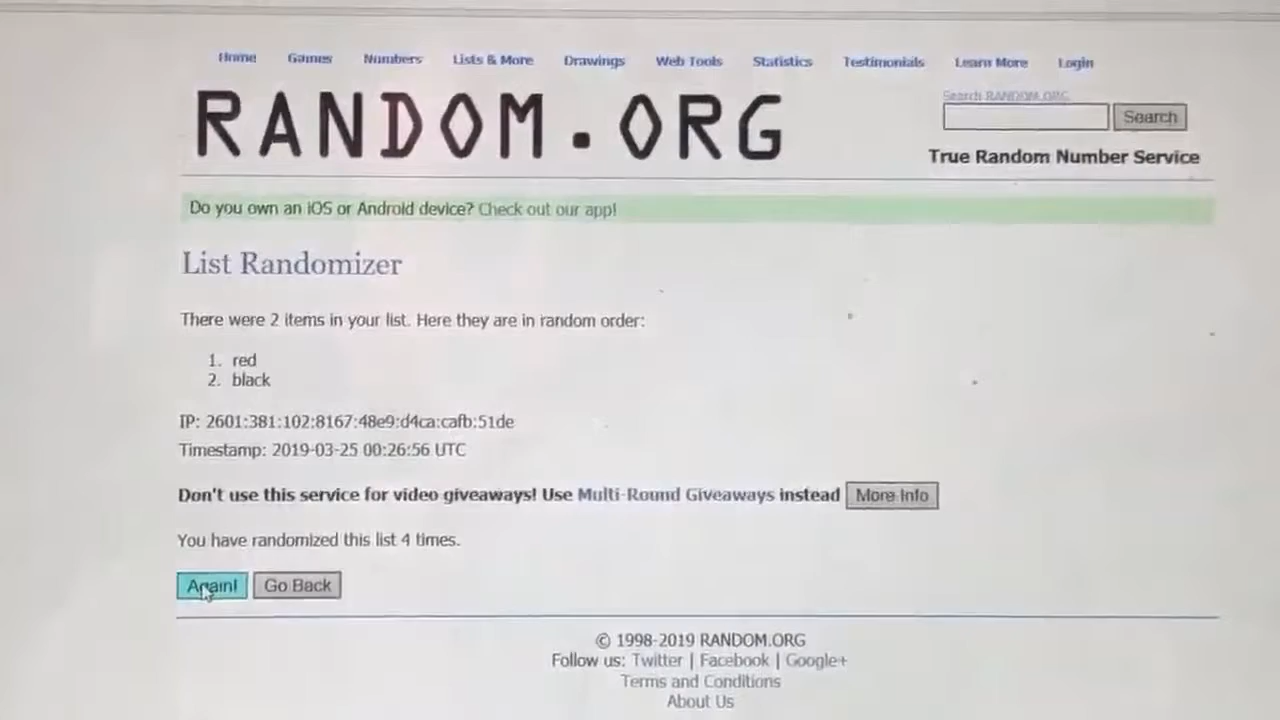 Home Games Numbers Lists & More Drawings Web Tools Statistics Testimonials Learn More Login
RANDOM.ORG
Search RANDOM.ORG
Search
True Random Number Service
Do you own an iOS or Android device? Check out our app!
List Randomizer
There were 2 items in your list. Here they are in random order:
1. red
2. black
IP: 2601:381:102:8167:48e9:d4ca:cafb:51de
Timestamp: 2019-03-25 00:26:56 UTC
Don't use this service for video giveaways! Use Multi-Round Giveaways instead More Info
You have randomized this list 4 times.
Again! Go Back
© 1998-2019 RANDOM.ORG
Follow us: Twitter | Facebook | Google+
Terms and Conditions
About Us